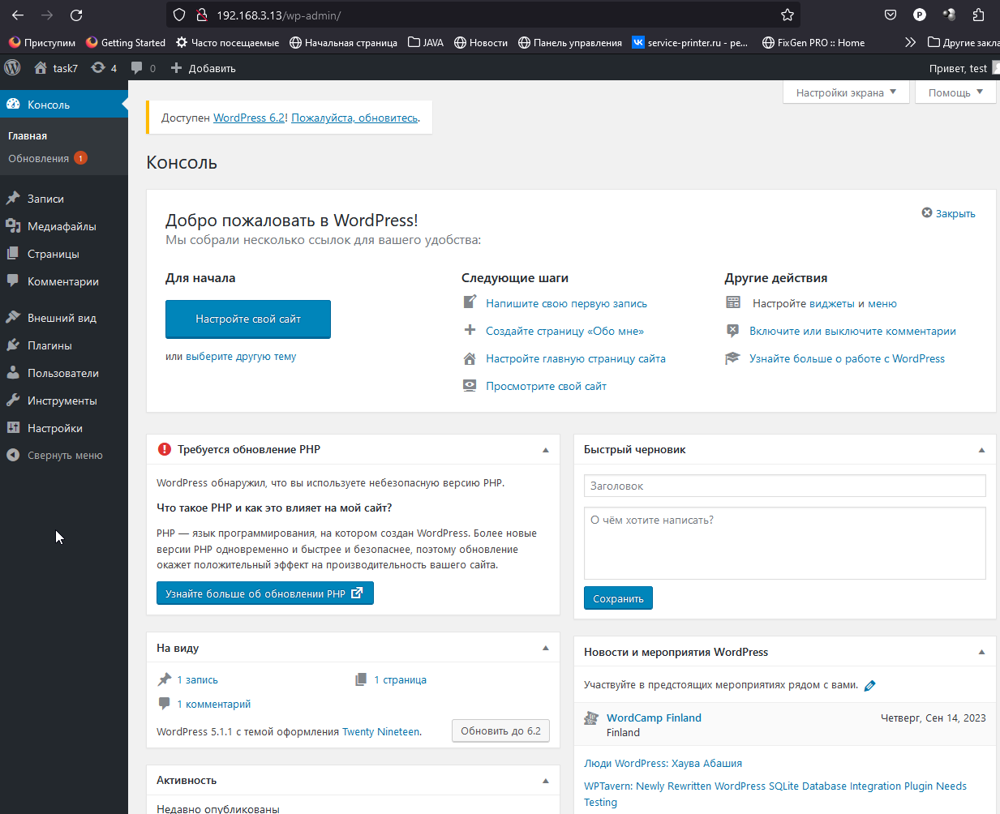 192.168.3.13/wp-admin/
P
Приступим
Getting Started
Часто посещаемые
Начальная страница
JAVA
Новости
Панель управления
service-printer.ru - ре...
FixGen PRO :: Home
Другие закла
task7
4
0
Добавить
Привет, test
Консоль
Главная
Обновления 1
Записи
Медиафайлы
Страницы
Комментарии
Внешний вид
Плагины
Пользователи
Инструменты
Настройки
Свернуть меню
Настройки экрана
Помощь
Доступен WordPress 6.2! Пожалуйста, обновитесь.
Консоль
Добро пожаловать в WordPress!
Мы собрали несколько ссылок для вашего удобства:
Закрыть
Для начала
Настройте свой сайт
или выберите другую тему
Следующие шаги
Напишите свою первую запись
Создайте страницу «Обо мне»
Настройте главную страницу сайта
Просмотрите свой сайт
Другие действия
Настройте виджеты и меню
Включите или выключите комментарии
Узнайте больше о работе с WordPress
Требуется обновление PHP
WordPress обнаружил, что вы используете небезопасную версию PHP.
Что такое PHP и как это влияет на мой сайт?
PHP — язык программирования, на котором создан WordPress. Более новые
версии PHP одновременно и быстрее и безопаснее, поэтому обновление
окажет положительный эффект на производительность вашего сайта.
Узнайте больше об обновлении PHP
На виду
1 запись
1 страница
1 комментарий
WordPress 5.1.1 с темой оформления Twenty Nineteen.
Обновить до 6.2
Активность
Недавно опубликованы
Быстрый черновик
Заголовок
О чём хотите написать?
Сохранить
Новости и мероприятия WordPress
Участвуйте в предстоящих мероприятиях рядом с вами.
WordCamp Finland
Четверг, Сен 14, 2023
Finland
Люди WordPress: Хаува Абашия
WPTavern: Newly Rewritten WordPress SQLite Database Integration Plugin Needs
Testing